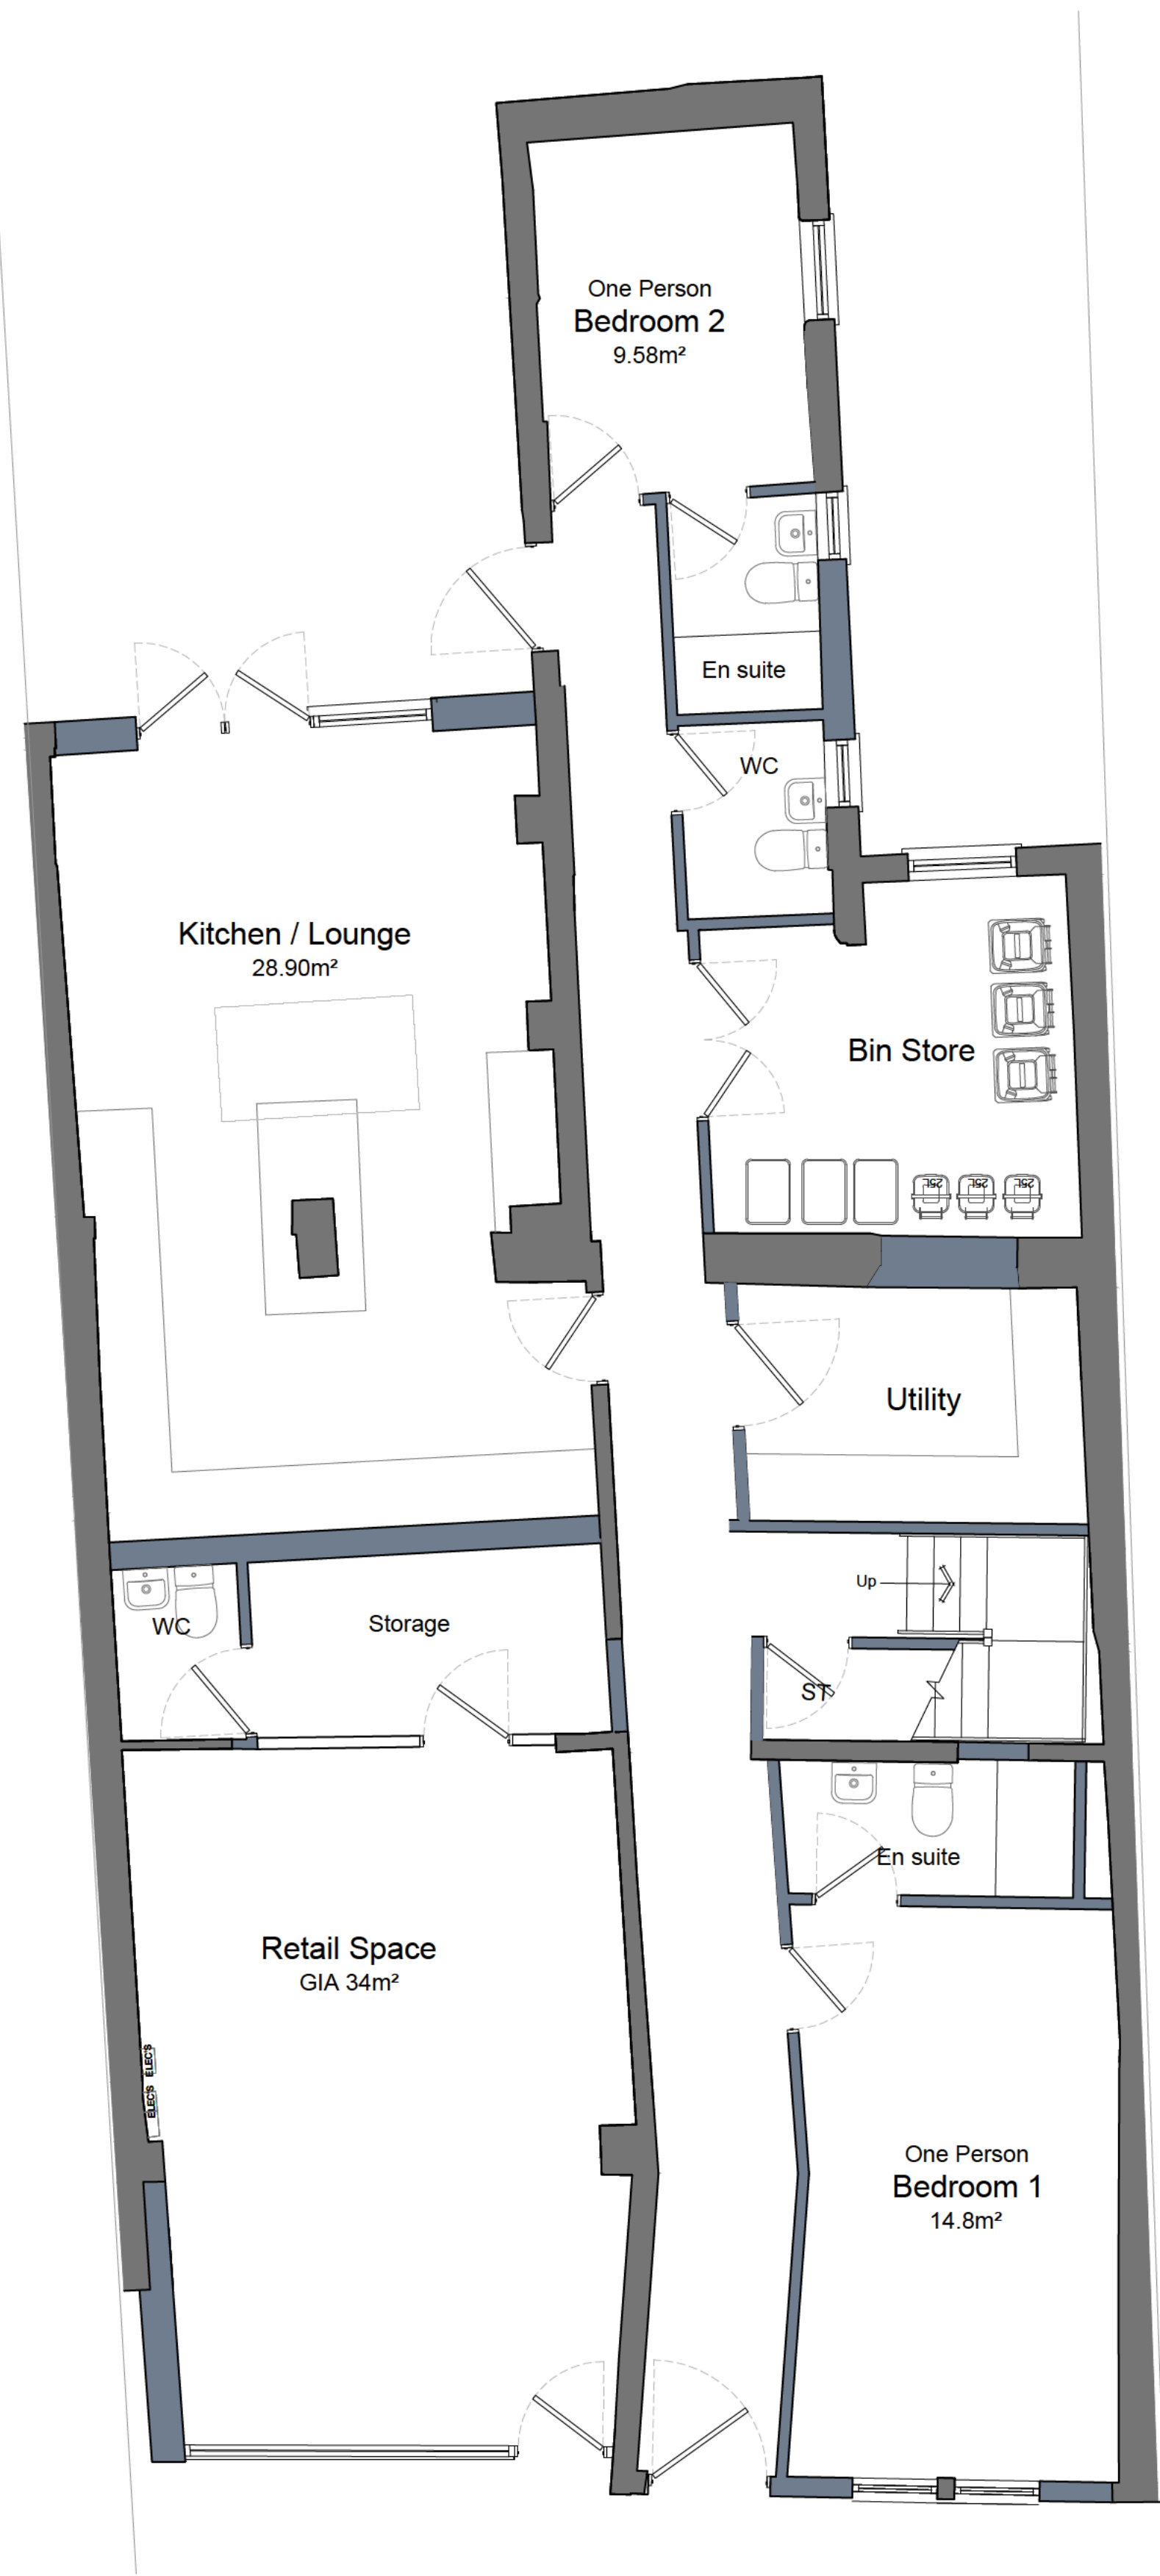 One Person
Bedroom 2
9.58m²
En suite
WC
Kitchen / Lounge
28.90m²
Bin Store
25L
25L
25L
Utility
Up
WC
Storage
ST
En suite
Retail Space
GIA 34m²
ELEC'S
ELEC'S
One Person
Bedroom 1
14.8m²